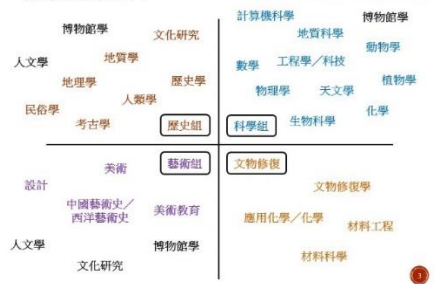 博物館學
文化研究
人文學
地質學
地理學
歷史學
人類學
民俗學
考古學
歷史組
計算機科學
博物館學
地質科學
動物學
數學
工程學／科技
植物學
物理學
天文學
化學
生物科學
科學組
藝術組
美術
設計
中國藝術史／
西洋藝術史
美術教育
人文學
博物館學
文化研究
文物修復
文物修復學
應用化學／化學
材料工程
材料科學
3